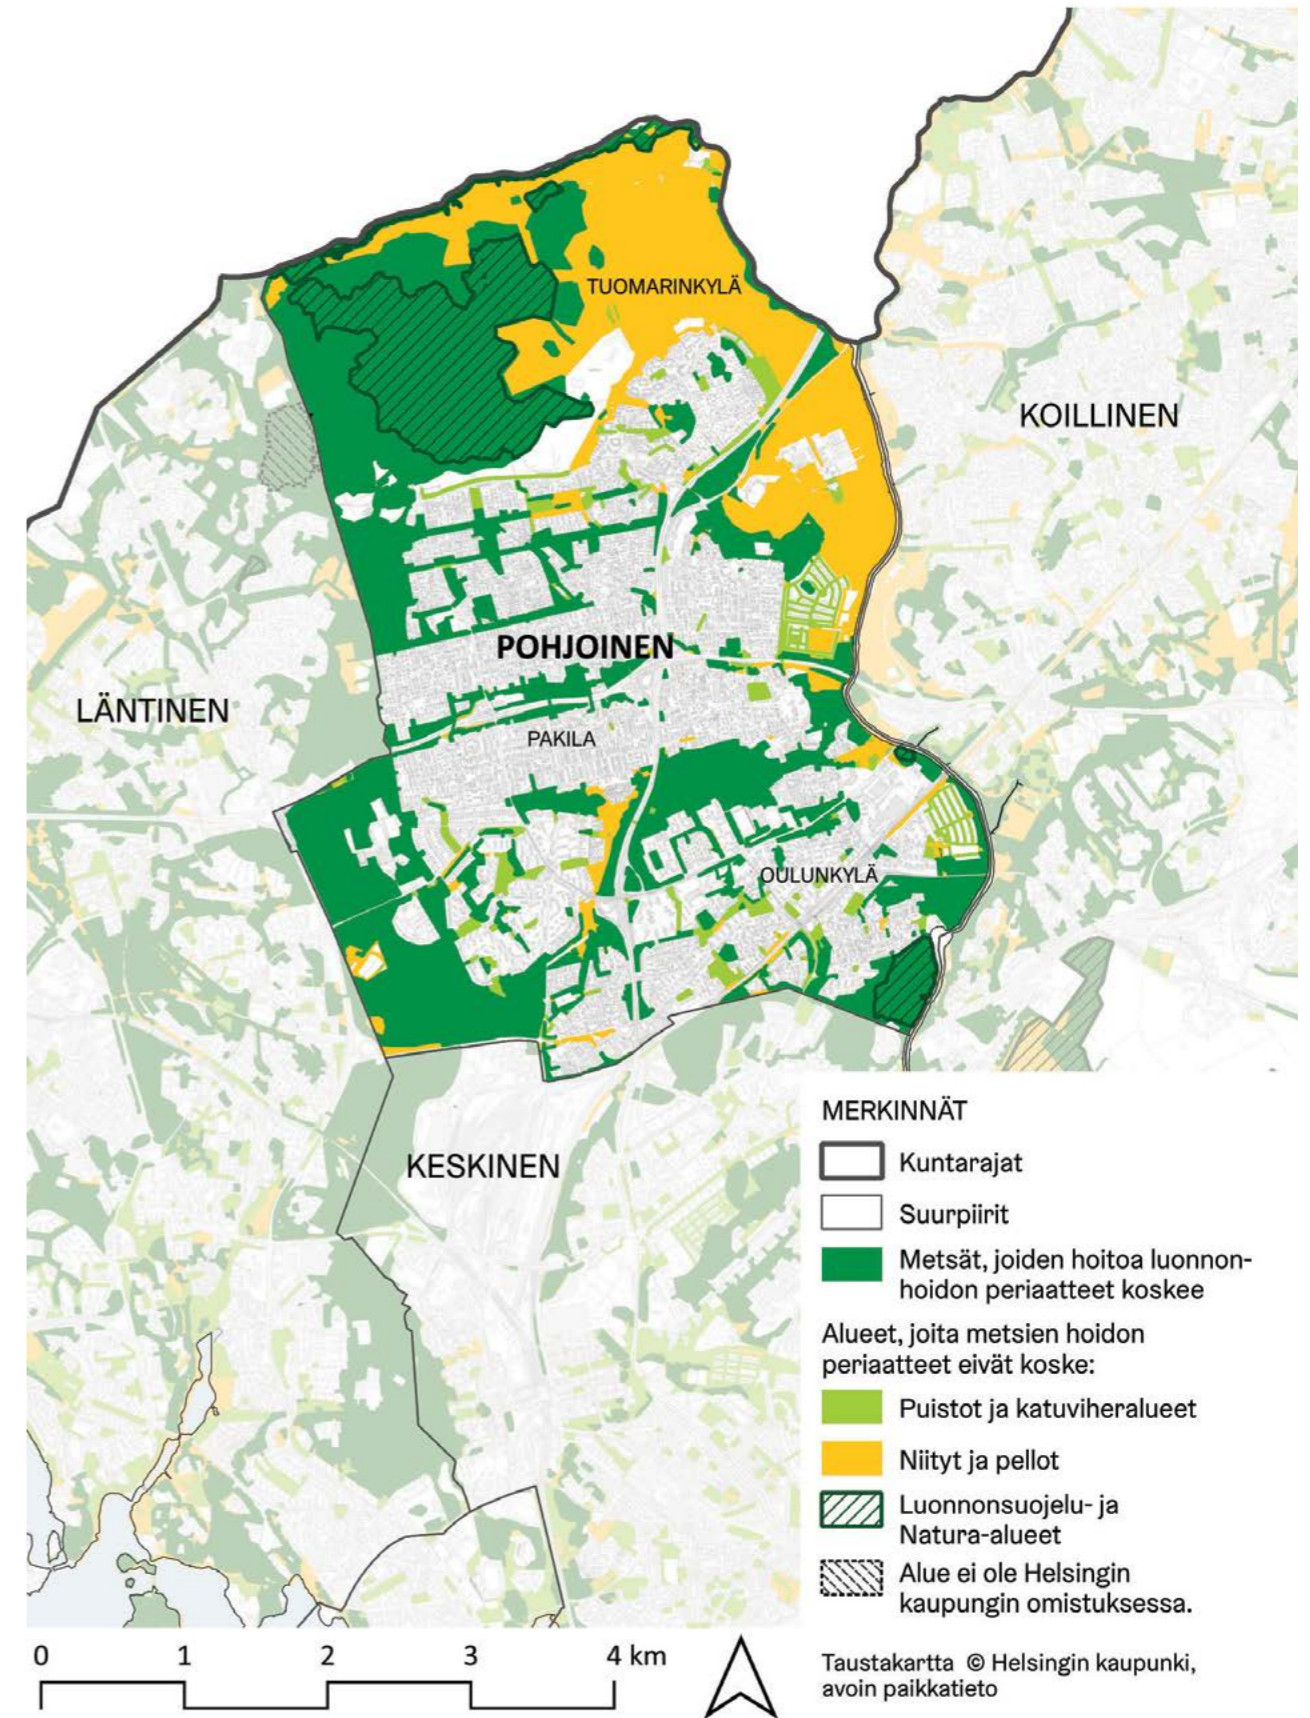 TUOMARINKYLÄ
KOILLINEN
POHJOINEN
LÄNTINEN
PAKILA
OULUNKYLÄ
KESKINEN
MERKINNÄT
Kuntarajat
Suurpiirit
Metsät, joiden hoitoa luonnon-
hoidon periaatteet koskee
Alueet, joita metsien hoidon
periaatteet eivät koske:
Puistot ja katuviheralueet
Niityt ja pellot
Luonnonsuojelu- ja
Natura-alueet
Alue ei ole Helsingin
kaupungin omistuksessa.
0 1 2 3 4 km
Taustakartta © Helsingin kaupunki,
avoin paikkatieto